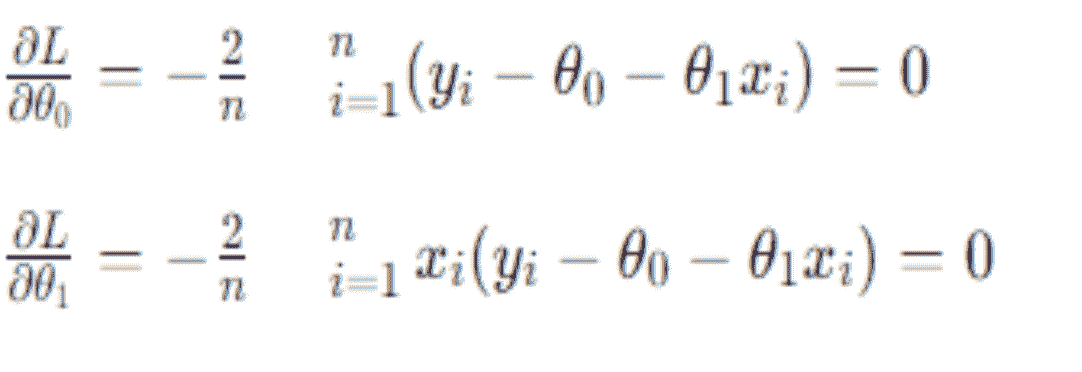 ∂L/∂θ₀ = −2/n ⁿᵢ₌₁(yᵢ − θ₀ − θ₁xᵢ) = 0
∂L/∂θ₁ = −2/n ⁿᵢ₌₁ xᵢ(yᵢ − θ₀ − θ₁xᵢ) = 0